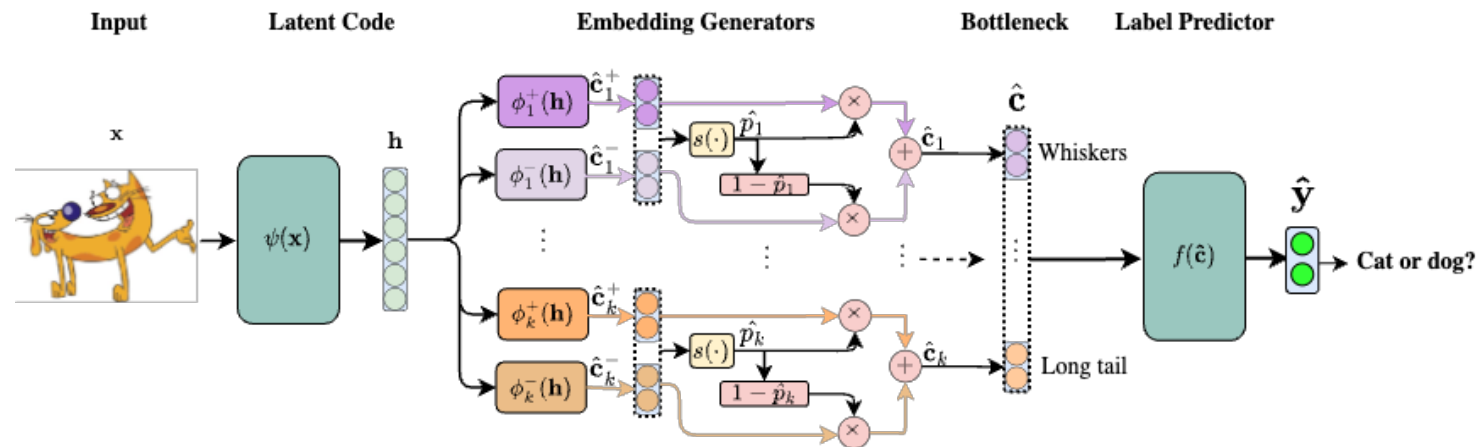 Input Latent Code Embedding Generators Bottleneck Label Predictor
x
ψ(x)
h
ϕ₁⁺(h)
ĉ₁⁺
ϕ₁⁻(h)
ĉ₁⁻
s(·)
p̂₁
1 − p̂₁
×
×
+
ĉ₁
⋮
⋮
⋮
ϕₖ⁺(h)
ĉₖ⁺
ϕₖ⁻(h)
ĉₖ⁻
s(·)
p̂ₖ
1 − p̂ₖ
×
×
+
ĉₖ
ĉ
Whiskers
⋮
Long tail
f(ĉ)
ŷ
Cat or dog?